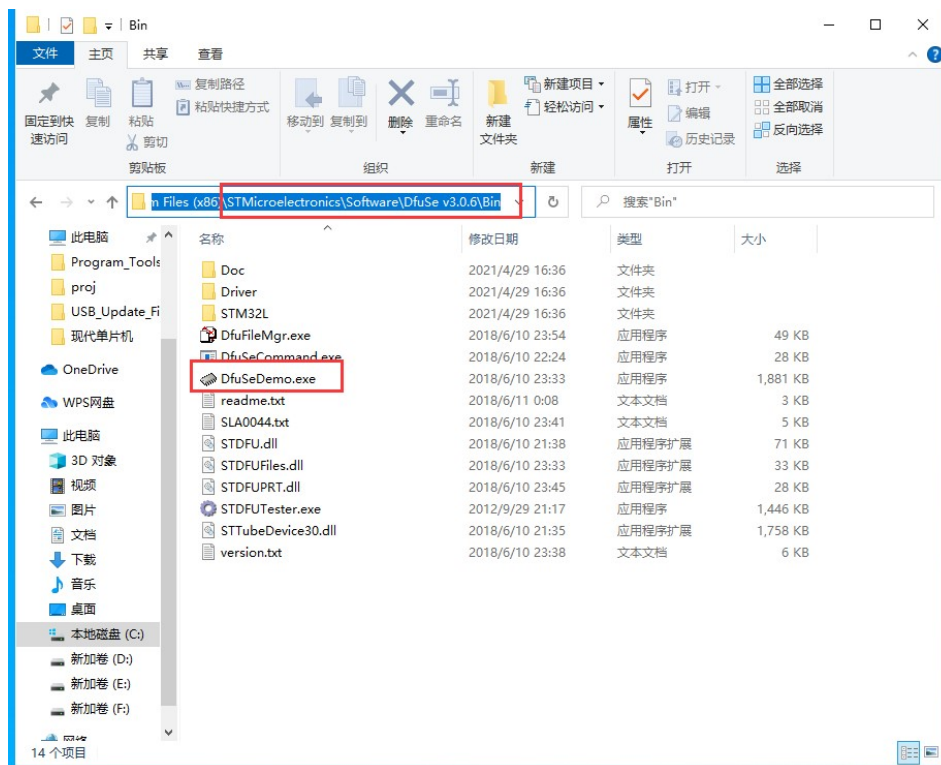 Bin
文件 主页 共享 查看
固定到快速访问
复制
粘贴
复制路径
粘贴快捷方式
剪切
剪贴板
移动到
复制到
删除
重命名
组织
新建文件夹
新建项目
轻松访问
新建
属性
打开
编辑
历史记录
打开
全部选择
全部取消
反向选择
选择
n Files (x86)\STMicroelectronics\Software\DfuSe v3.0.6\Bin
搜索"Bin"
此电脑
Program_Tools
proj
USB_Update_Fi
现代单片机
OneDrive
WPS网盘
此电脑
3D 对象
视频
图片
文档
下载
音乐
桌面
本地磁盘 (C:)
新加卷 (D:)
新加卷 (E:)
新加卷 (F:)
网络
名称 修改日期 类型 大小
Doc 2021/4/29 16:36 文件夹
Driver 2021/4/29 16:36 文件夹
STM32L 2021/4/29 16:36 文件夹
DfuFileMgr.exe 2018/6/10 23:54 应用程序 49 KB
DfuSeCommand.exe 2018/6/10 22:24 应用程序 28 KB
DfuSeDemo.exe 2018/6/10 23:33 应用程序 1,881 KB
readme.txt 2018/6/11 0:08 文本文档 3 KB
SLA0044.txt 2018/6/10 23:41 文本文档 5 KB
STDFU.dll 2018/6/10 21:38 应用程序扩展 71 KB
STDFUFiles.dll 2018/6/10 23:33 应用程序扩展 33 KB
STDFUPRT.dll 2018/6/10 23:45 应用程序扩展 28 KB
STDFUTester.exe 2012/9/29 21:17 应用程序 1,446 KB
STTubeDevice30.dll 2018/6/10 21:35 应用程序扩展 1,758 KB
version.txt 2018/6/10 23:38 文本文档 6 KB
14 个项目